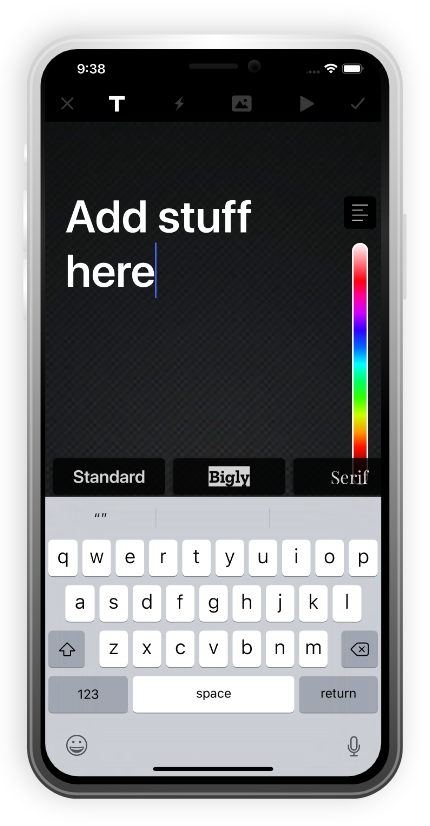 9:38
T
Add stuff
here
Standard Bigly Serif
“”
q w e r t y u i o p
a s d f g h j k l
z x c v b n m
123 space return